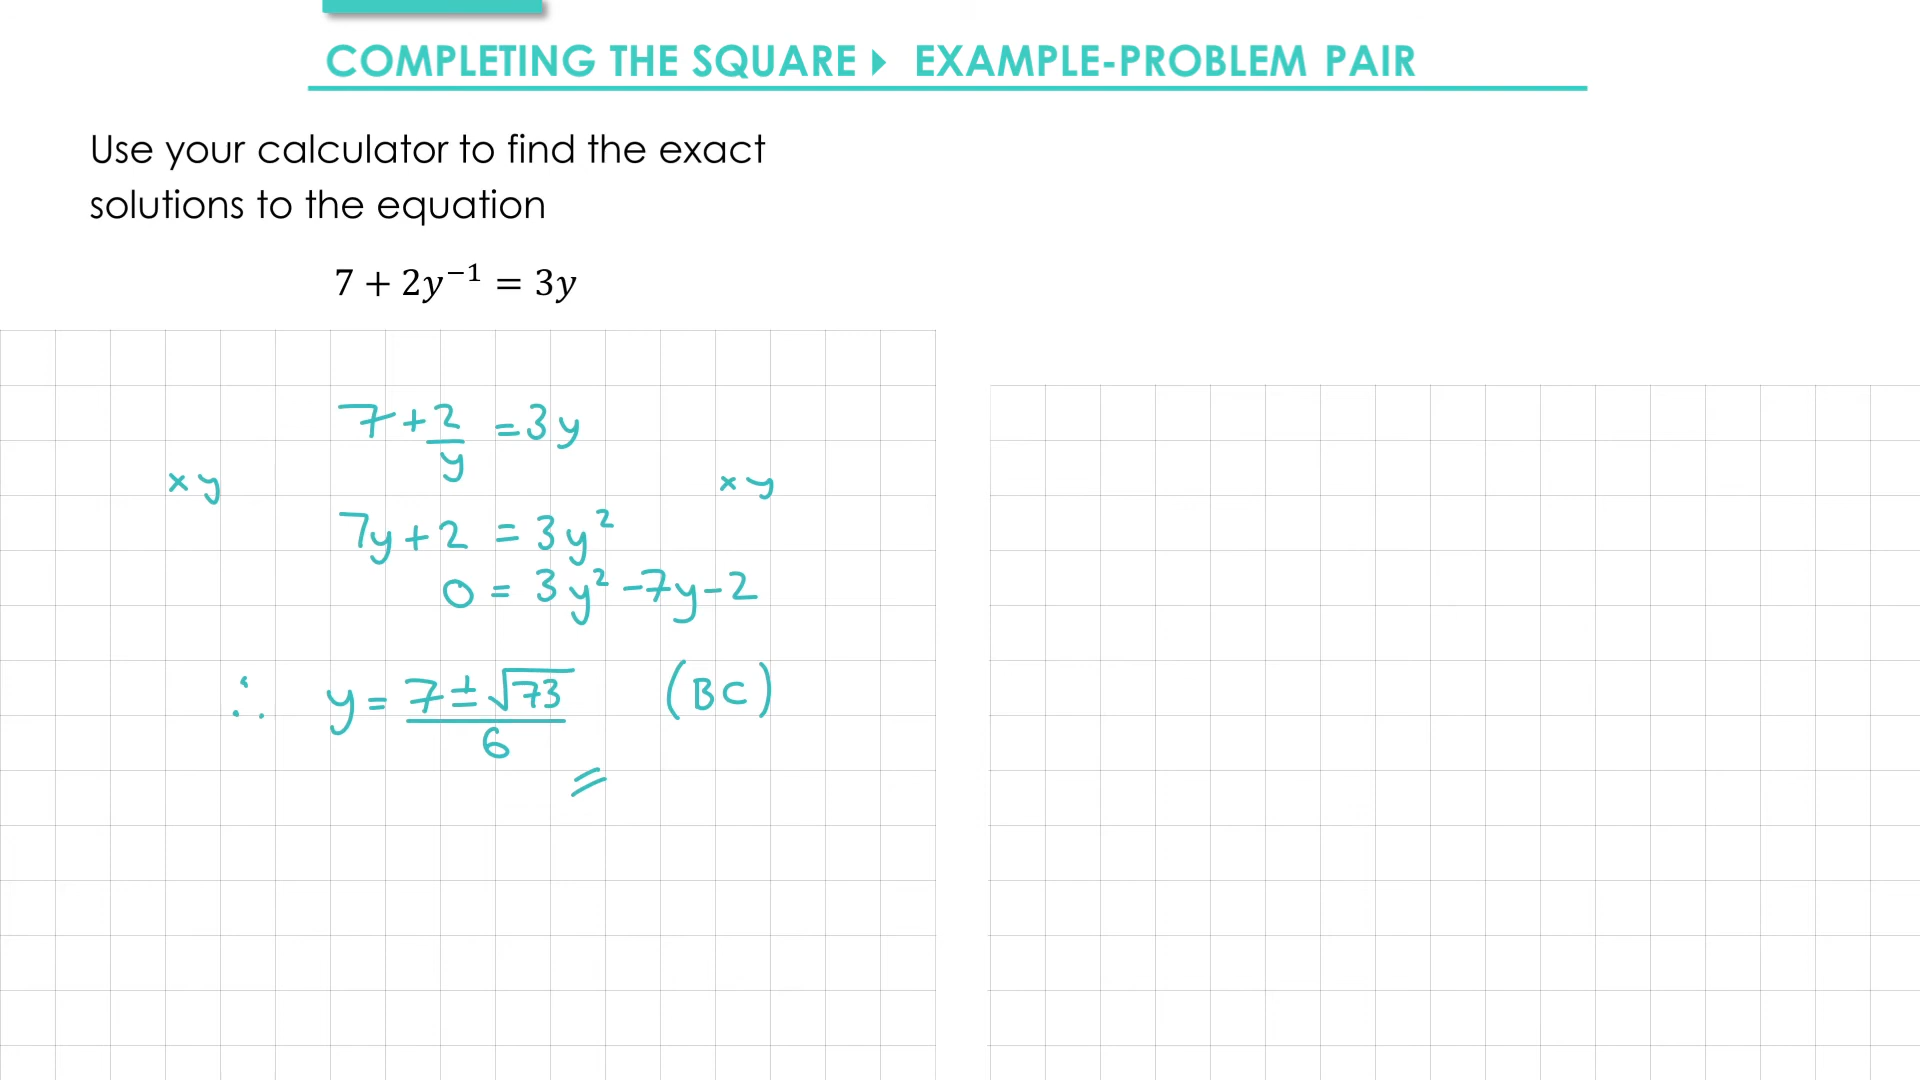 COMPLETING THE SQUARE ▸ EXAMPLE-PROBLEM PAIR
Use your calculator to find the exact
solutions to the equation
7 + 2y⁻¹ = 3y
7 + 2/y = 3y
× y × y
7y + 2 = 3y²
0 = 3y² - 7y - 2
∴ y = (7 ± √73)/6 (BC)